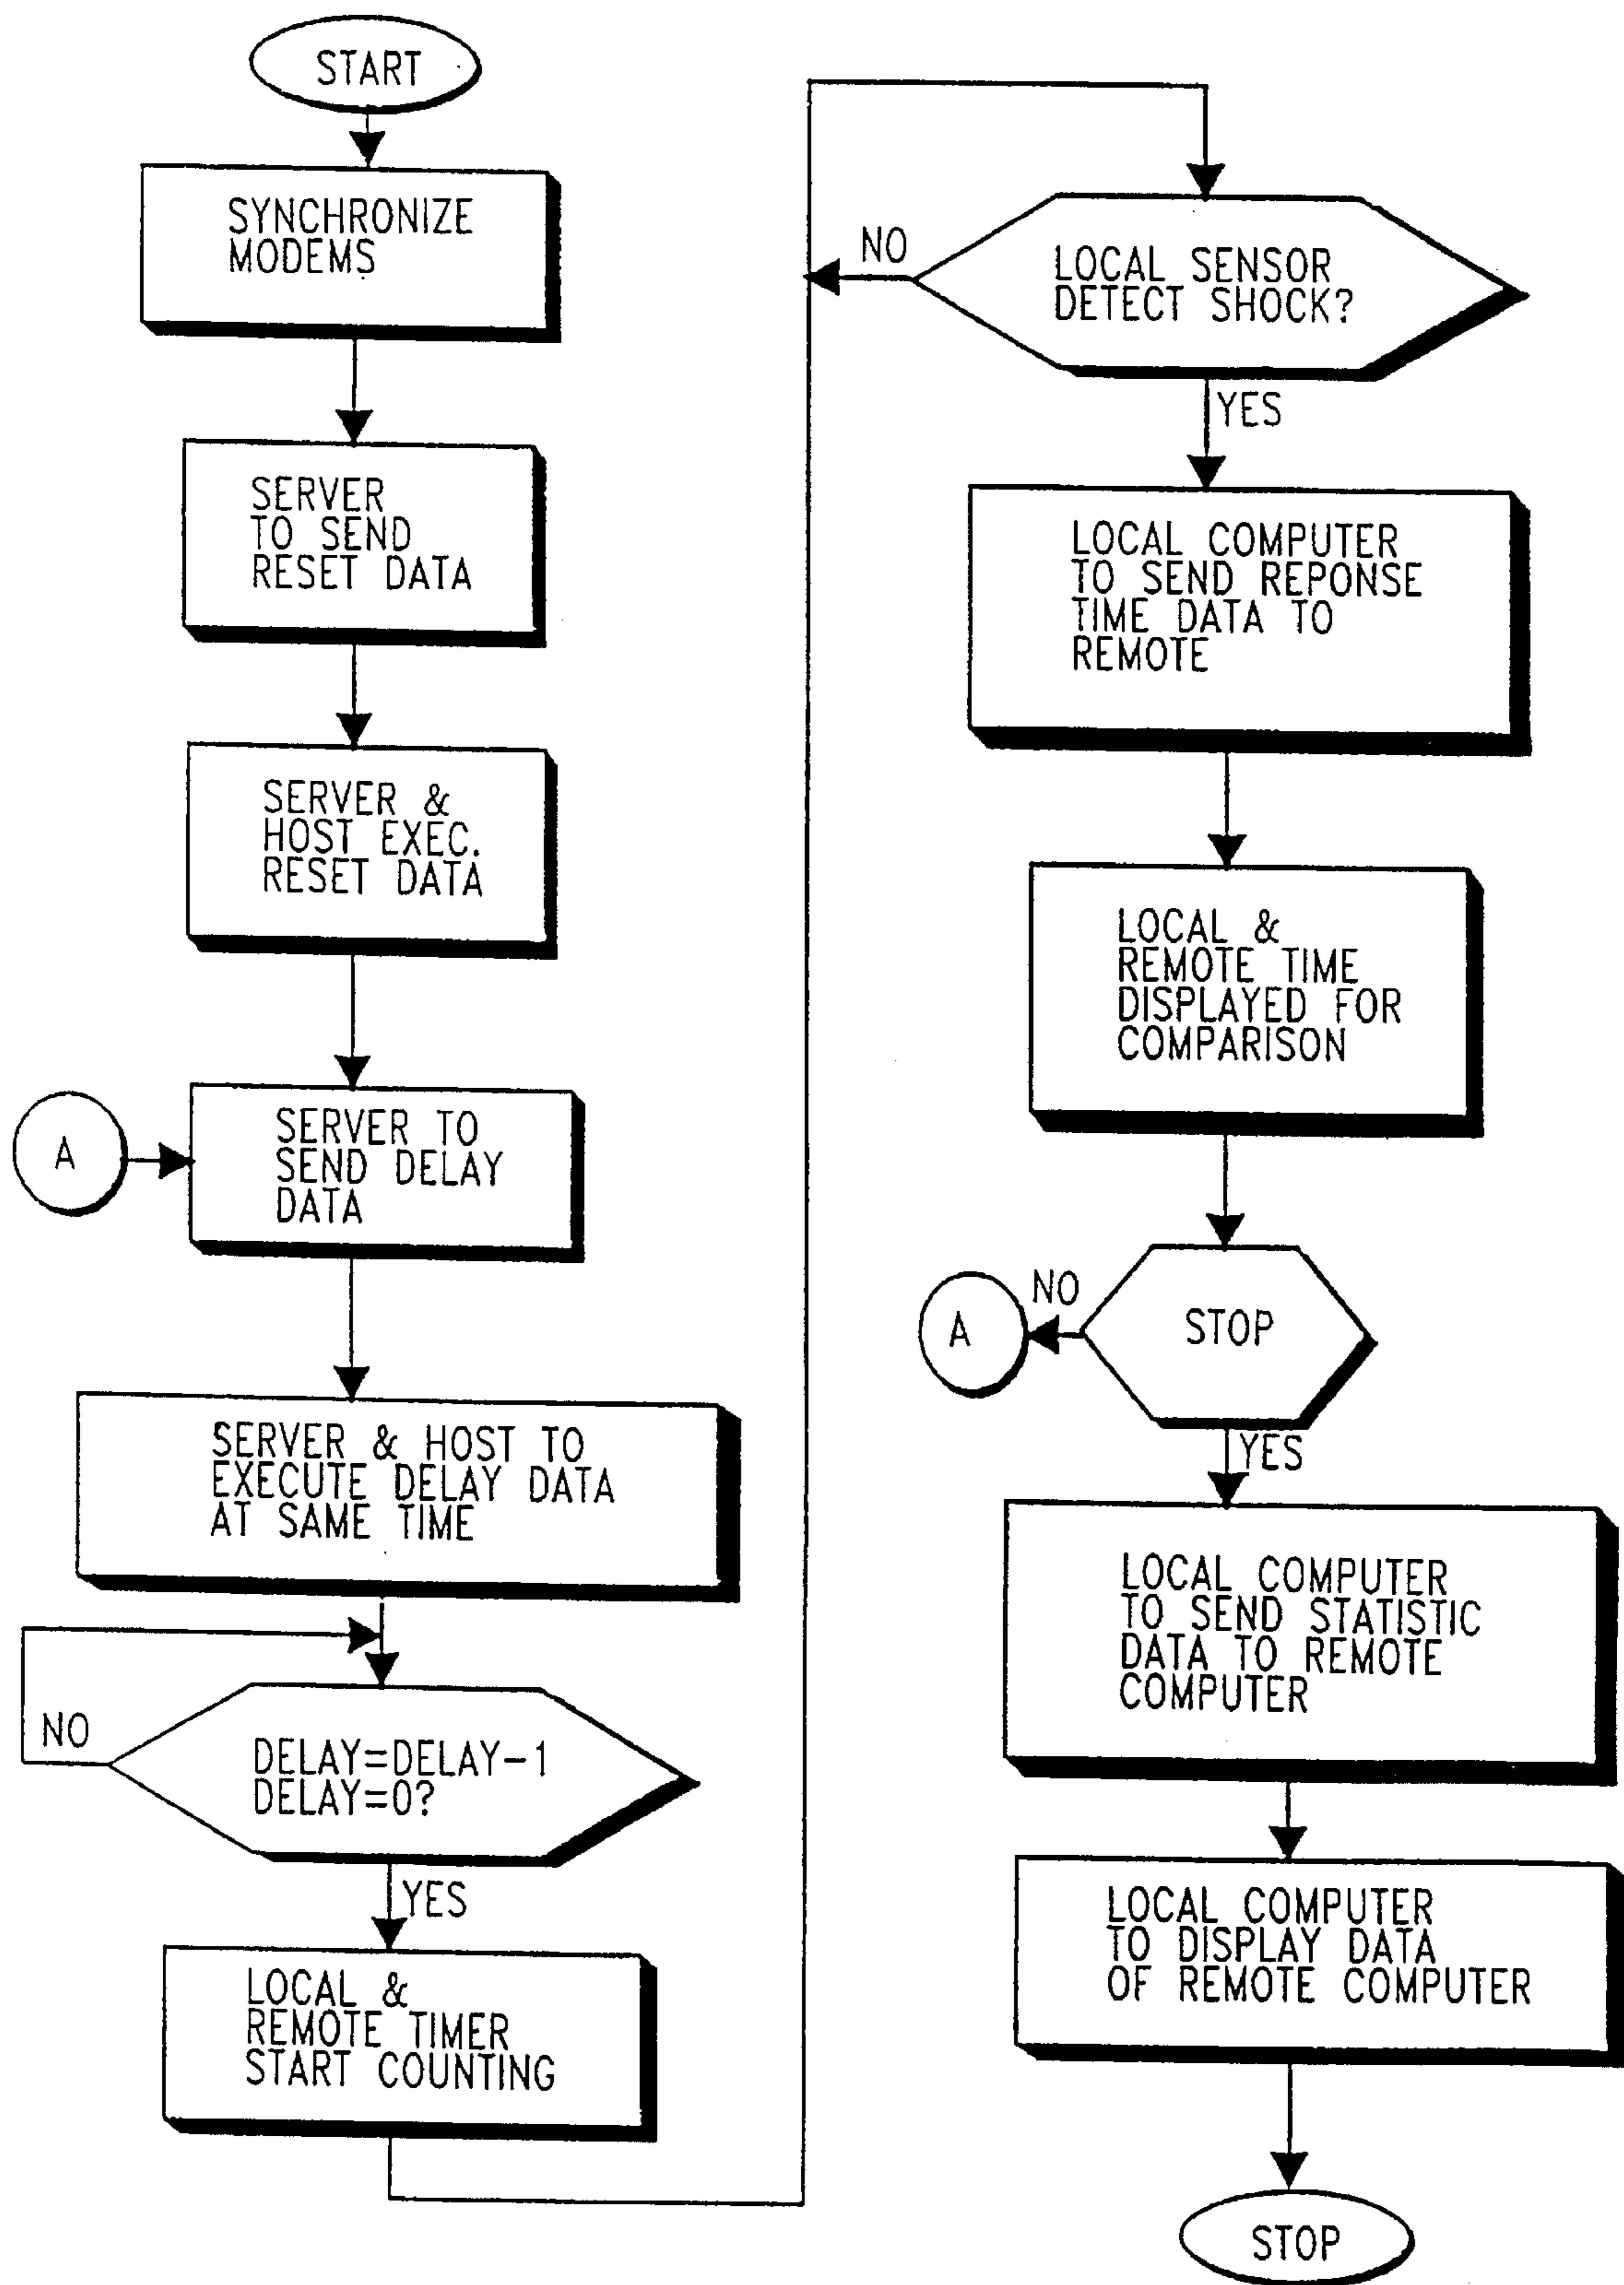 START
SYNCHRONIZE
MODEMS
SERVER
TO SEND
RESET DATA
SERVER &
HOST EXEC.
RESET DATA
A
SERVER TO
SEND DELAY
DATA
SERVER & HOST TO
EXECUTE DELAY DATA
AT SAME TIME
NO
DELAY=DELAY-1
DELAY=0?
YES
LOCAL &
REMOTE TIMER
START COUNTING
NO
LOCAL SENSOR
DETECT SHOCK?
YES
LOCAL COMPUTER
TO SEND REPONSE
TIME DATA TO
REMOTE
LOCAL &
REMOTE TIME
DISPLAYED FOR
COMPARISON
A
NO
STOP
YES
LOCAL COMPUTER
TO SEND STATISTIC
DATA TO REMOTE
COMPUTER
LOCAL COMPUTER
TO DISPLAY DATA
OF REMOTE COMPUTER
STOP